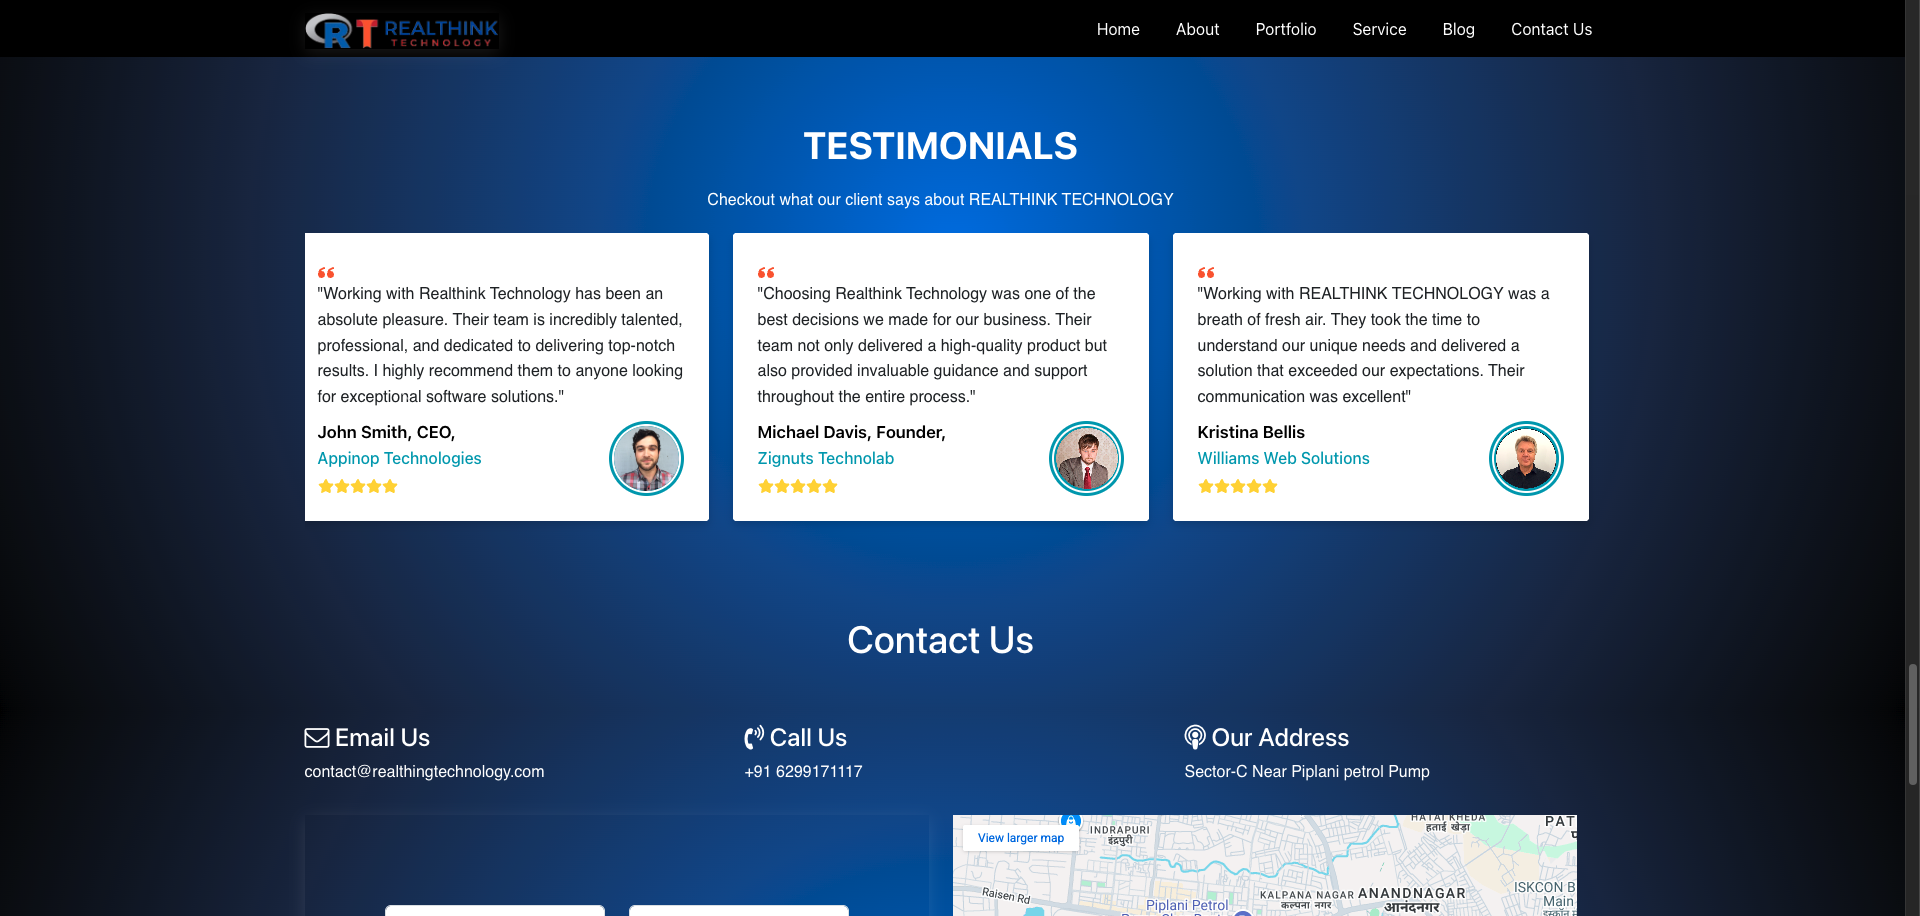 CRT REALTHINK
TECHNOLOGY
Home About Portfolio Service Blog Contact Us
TESTIMONIALS
Checkout what our client says about REALTHINK TECHNOLOGY
"Working with Realthink Technology has been an
absolute pleasure. Their team is incredibly talented,
professional, and dedicated to delivering top-notch
results. I highly recommend them to anyone looking
for exceptional software solutions."
John Smith, CEO,
Appinop Technologies
"Choosing Realthink Technology was one of the
best decisions we made for our business. Their
team not only delivered a high-quality product but
also provided invaluable guidance and support
throughout the entire process."
Michael Davis, Founder,
Zignuts Technolab
"Working with REALTHINK TECHNOLOGY was a
breath of fresh air. They took the time to
understand our unique needs and delivered a
solution that exceeded our expectations. Their
communication was excellent"
Kristina Bellis
Williams Web Solutions
Contact Us
Email Us
contact@realthingtechnology.com
Call Us
+91 6299171117
Our Address
Sector-C Near Piplani petrol Pump
View larger map
INDRAPURI
इंद्रपुरी
HATAI KHEDA
हताई खेड़ा
PAT
Raisen Rd
KALPANA NAGAR
कल्पना नगर
ANANDNAGAR
आनंदनगर
ISKCON B
Main
Piplani Petrol